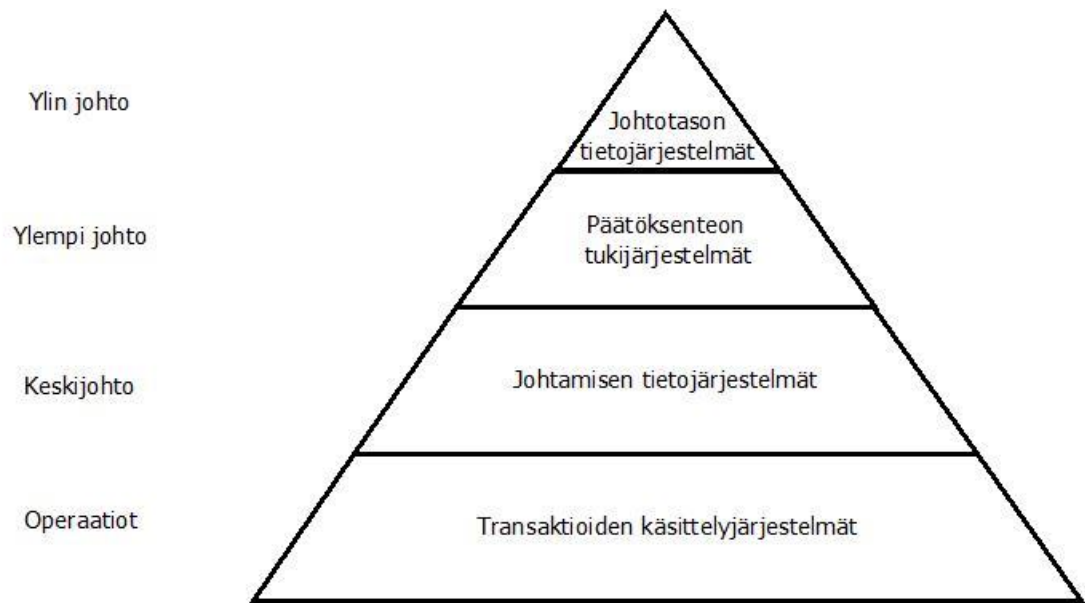 Ylin johto
Johtotason
tietojärjestelmät
Ylempi johto
Päätöksenteon
tukijärjestelmät
Keskijohto
Johtamisen tietojärjestelmät
Operaatiot
Transaktioiden käsittelyjärjestelmät